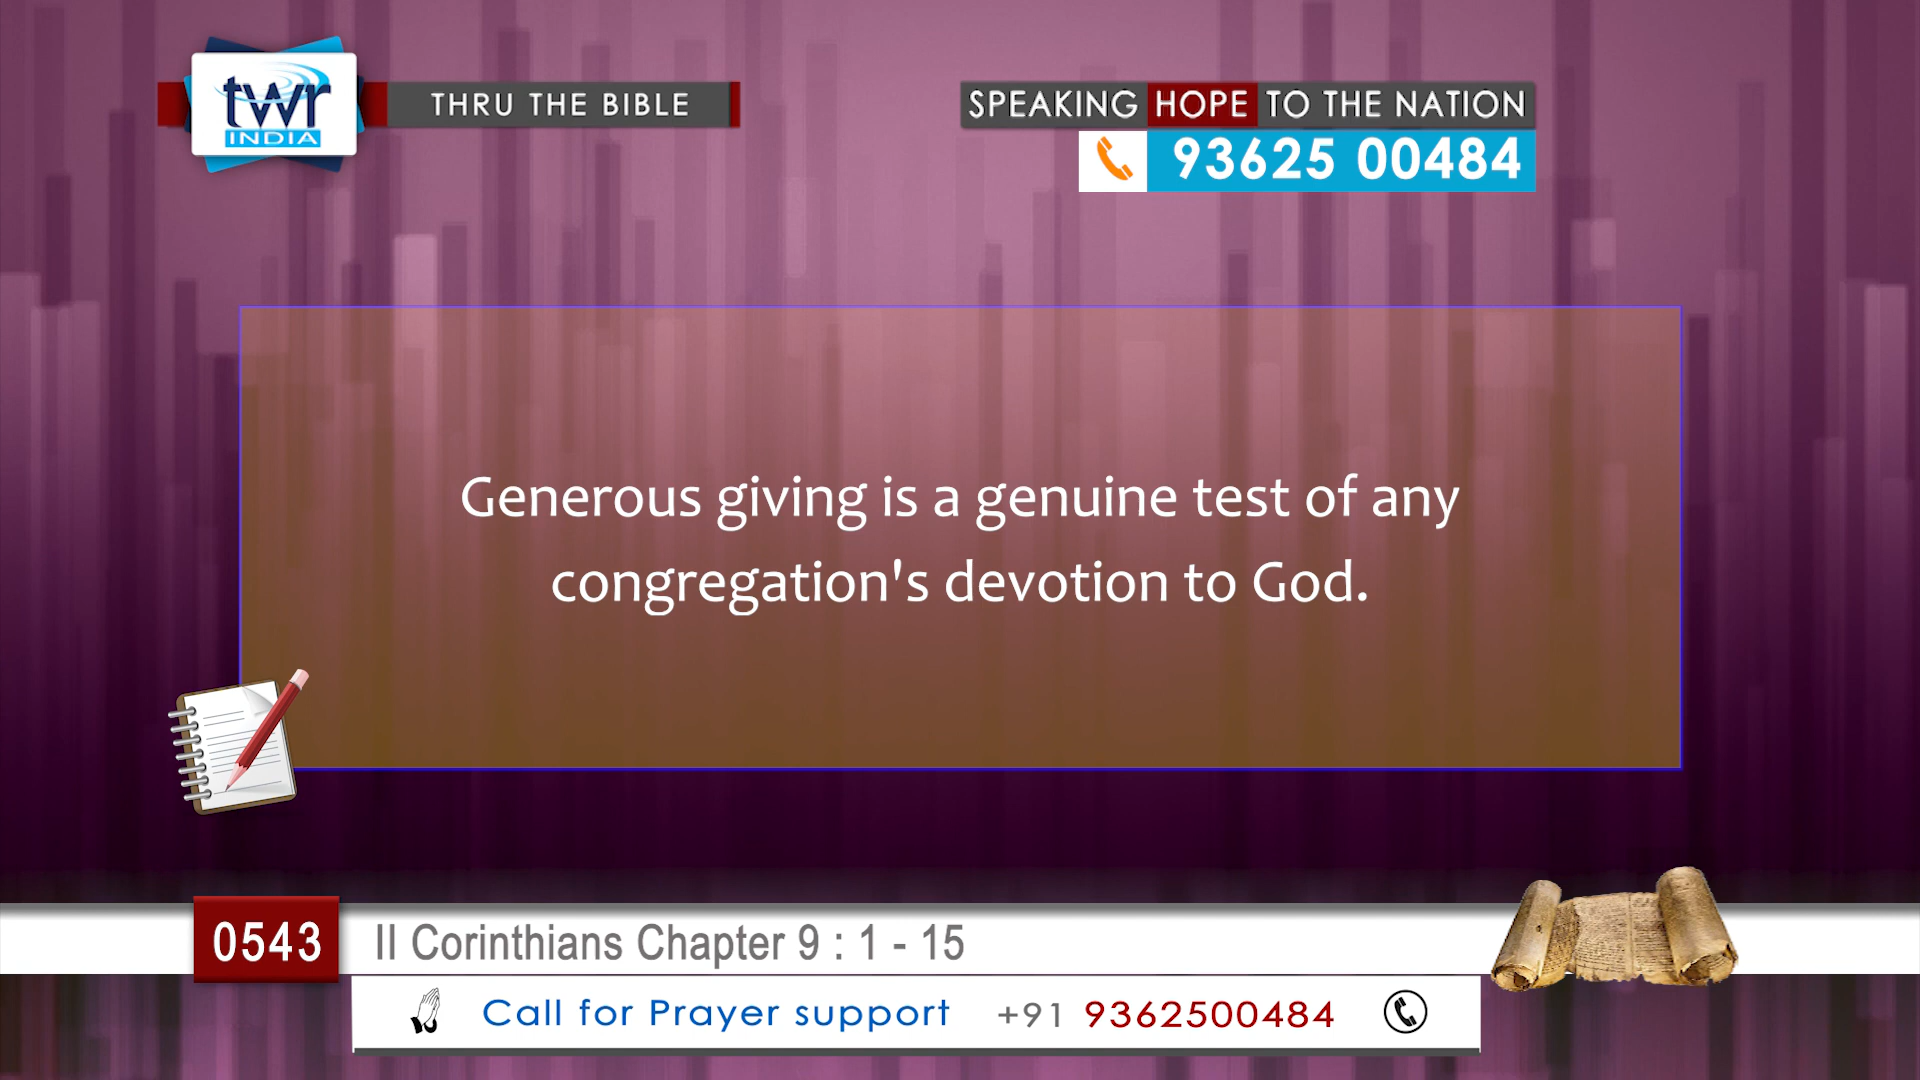 twr
INDIA
THRU THE BIBLE
SPEAKING HOPE TO THE NATION
93625 00484
Generous giving is a genuine test of any
congregation's devotion to God.
0543
II Corinthians Chapter 9 : 1 - 15
Call for Prayer support +91 9362500484